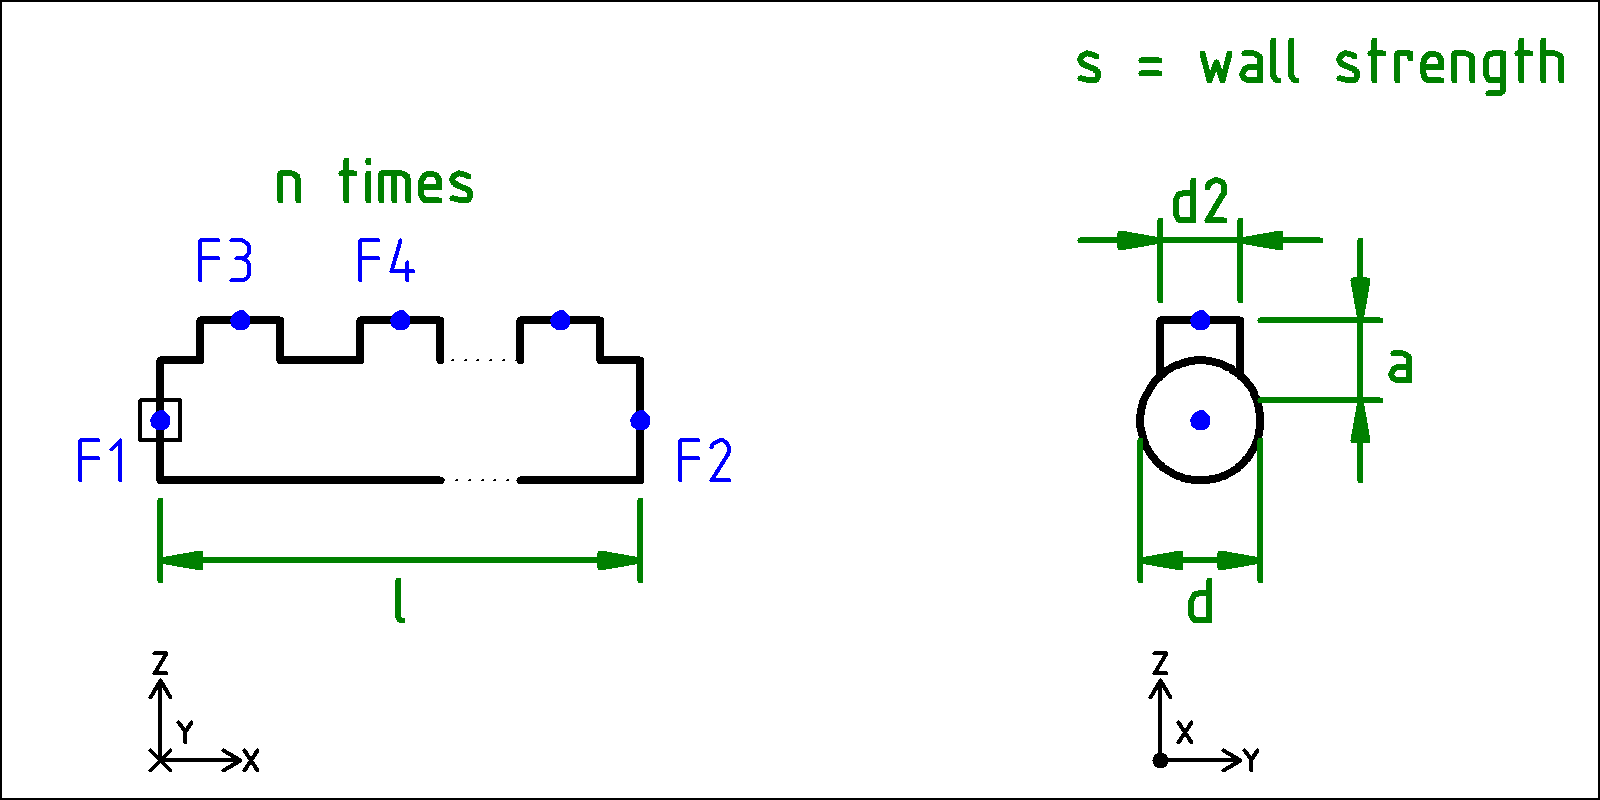 s = wall strength
n times
d2
F3 F4
a
F1 F2
l
d
Z
Y
X
Z
X
Y